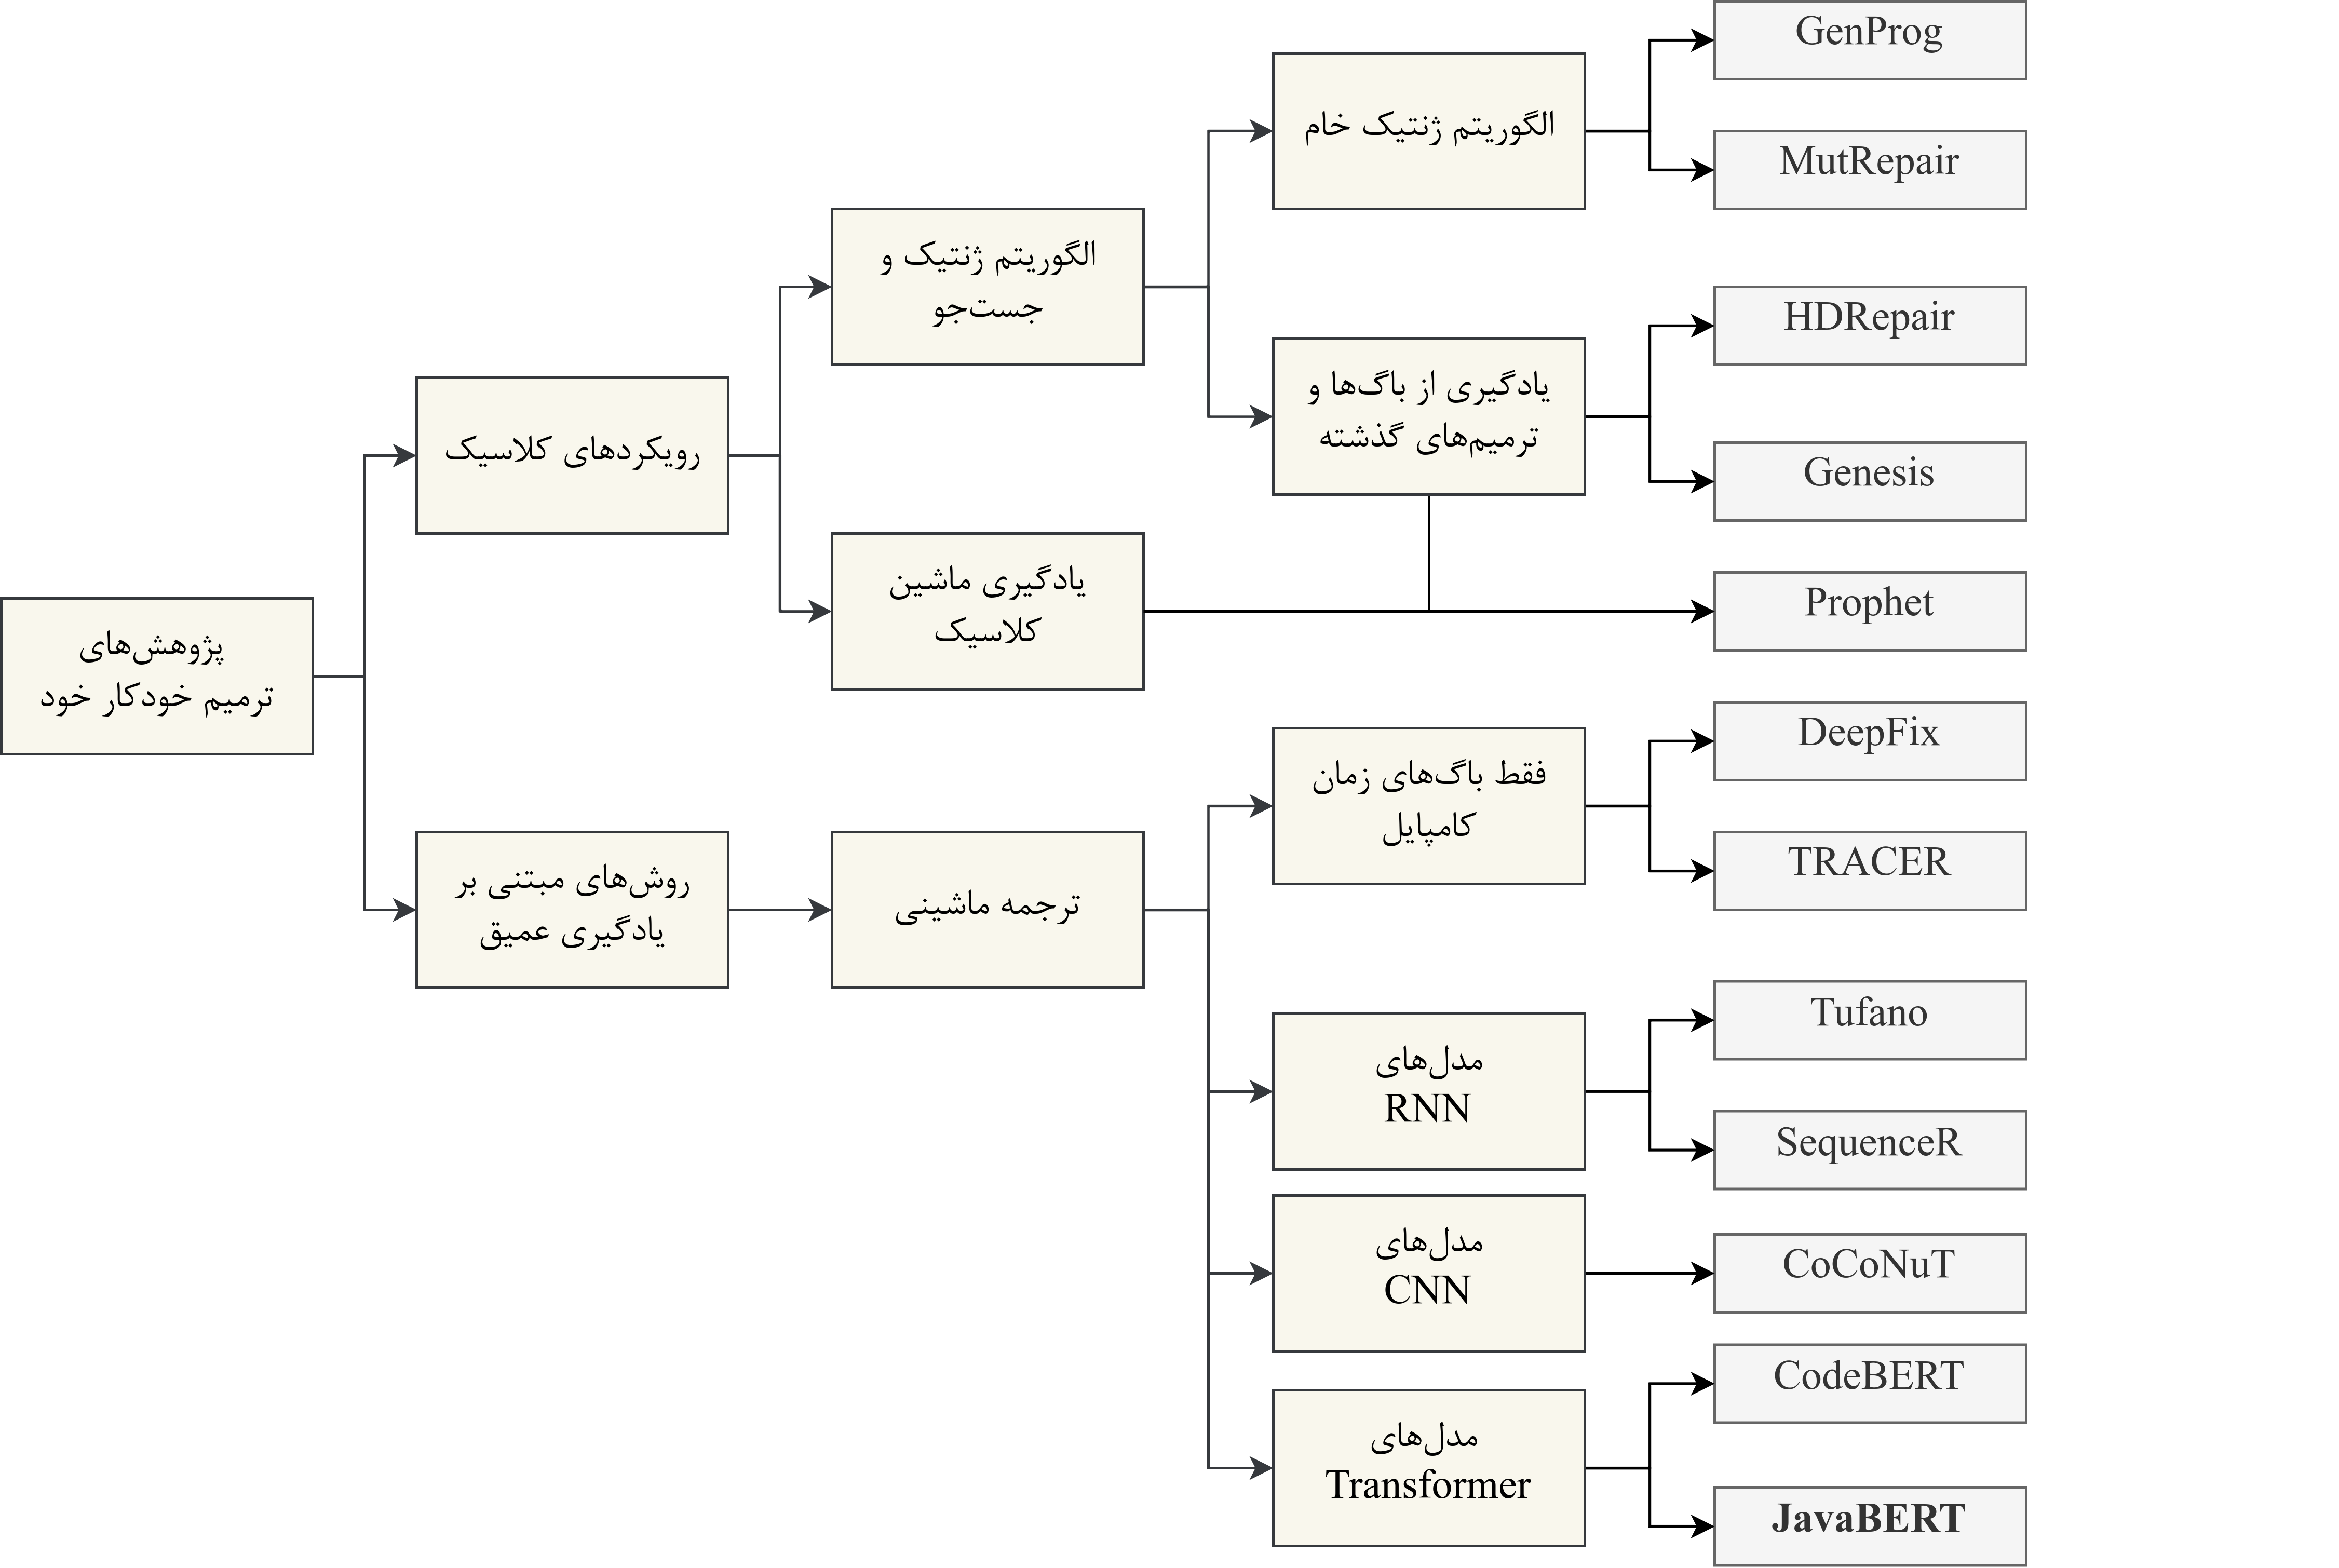 پژوهش‌های
ترمیم خودکار خود
رویکردهای کلاسیک
الگوریتم ژنتیک و
جست‌جو
الگوریتم ژنتیک خام
GenProg
MutRepair
یادگیری از باگ‌ها و
ترمیم‌های گذشته
HDRepair
Genesis
یادگیری ماشین
کلاسیک
Prophet
روش‌های مبتنی بر
یادگیری عمیق
ترجمه ماشینی
فقط باگ‌های زمان
کامپایل
DeepFix
TRACER
مدل‌های
RNN
Tufano
SequenceR
مدل‌های
CNN
CoCoNuT
مدل‌های
Transformer
CodeBERT
JavaBERT